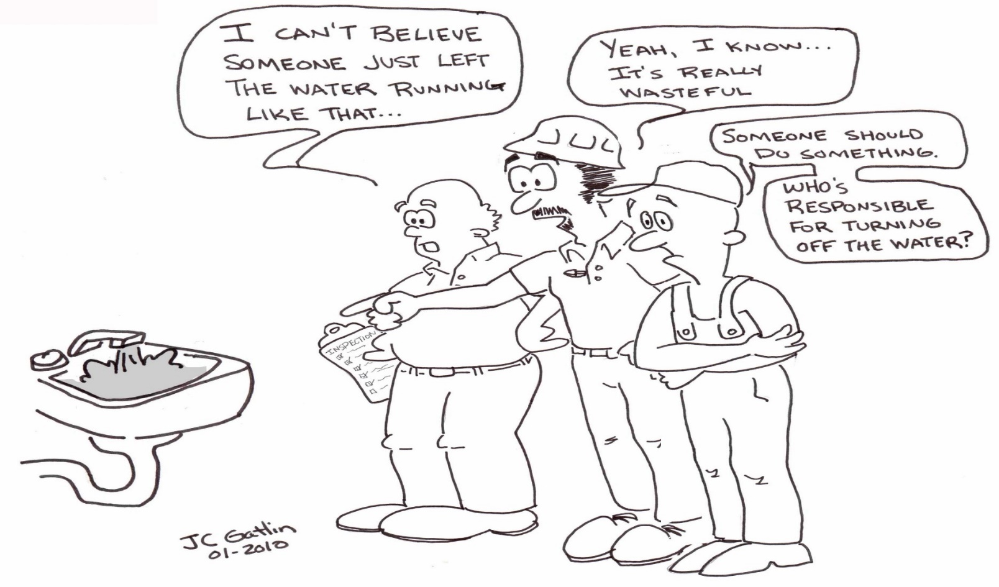 I CAN'T BELIEVE
SOMEONE JUST LEFT
THE WATER RUNNING
LIKE THAT...
YEAH, I KNOW...
IT'S REALLY
WASTEFUL
SOMEONE SHOULD
DO SOMETHING.
WHO'S
RESPONSIBLE
FOR TURNING
OFF THE WATER?
INSPECTION
JC Gatlin
01-2010